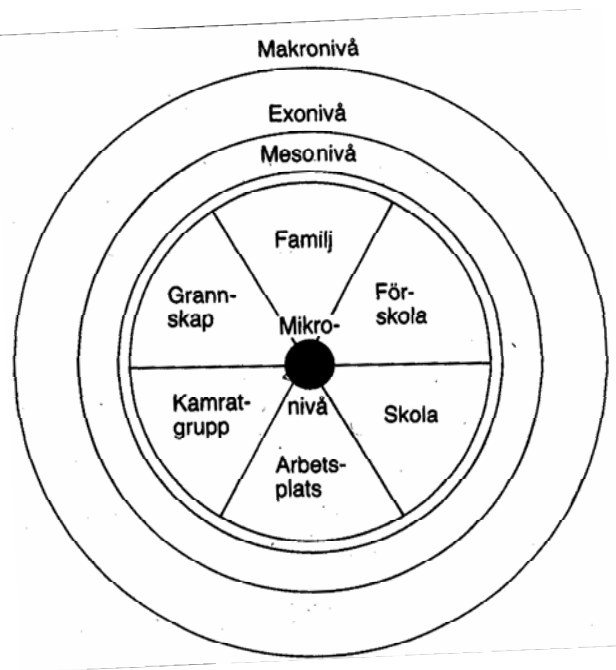 Makronivå
Exonivå
Mesonivå
Familj
Grann-
skap
För-
skola
Mikro-
nivå
Kamrat-
grupp
Skola
Arbets-
plats